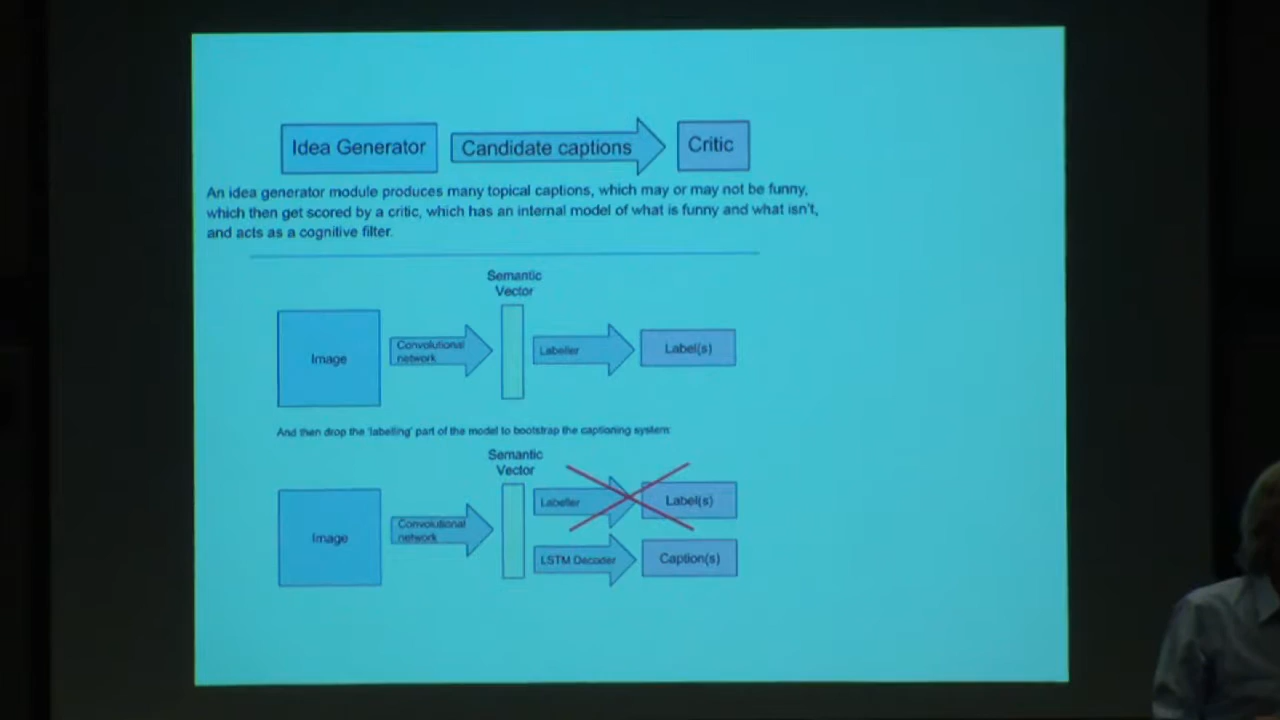 Idea Generator
Candidate captions
Critic
An idea generator module produces many topical captions, which may or may not be funny,
which then get scored by a critic, which has an internal model of what is funny and what isn't,
and acts as a cognitive filter.
Semantic
Vector
Image
Convolutional
network
Labeller
Label(s)
And then drop the 'labelling' part of the model to bootstrap the captioning system:
Semantic
Vector
Image
Convolutional
network
Labeller
Label(s)
LSTM Decoder
Caption(s)